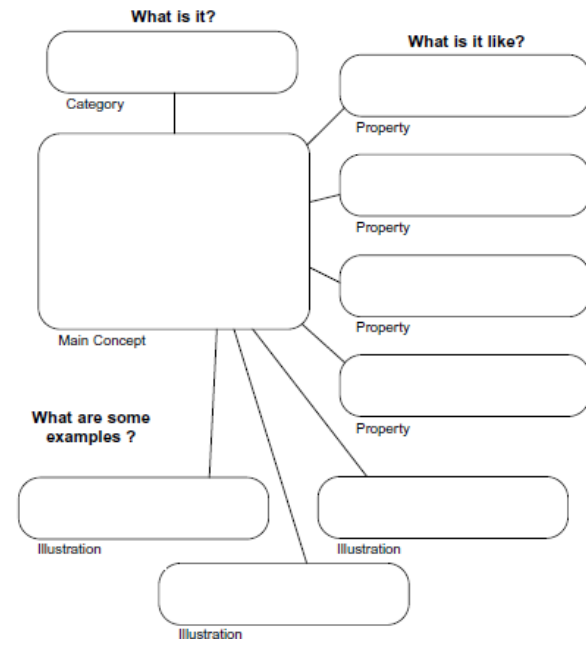 What is it?
What is it like?
Category
Property
Property
Property
Main Concept
Property
What are some
examples ?
Illustration
Illustration
Illustration